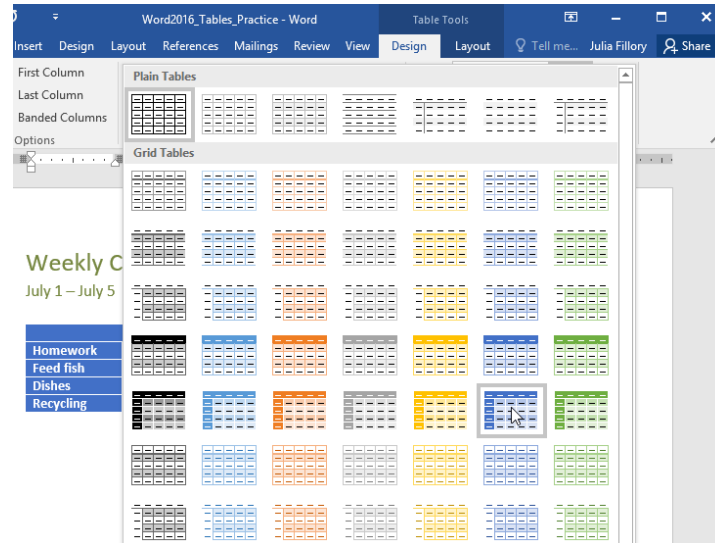 Word2016_Tables_Practice - Word
Table Tools
Insert Design Layout References Mailings Review View Design Layout Tell me... Julia Fillory Share
First Column
Last Column
Banded Columns
Options
Plain Tables
Grid Tables
Weekly C
July 1 – July 5
Homework
Feed fish
Dishes
Recycling